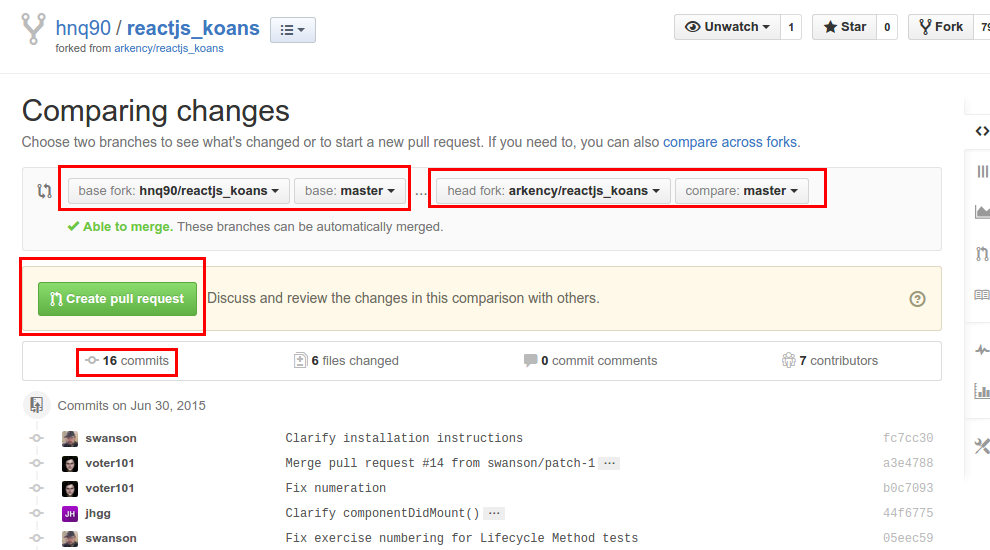 hnq90 / reactjs_koans
forked from arkency/reactjs_koans
Unwatch 1 Star 0 Fork
Comparing changes
Choose two branches to see what's changed or to start a new pull request. If you need to, you can also compare across forks.
base fork: hnq90/reactjs_koans base: master ... head fork: arkency/reactjs_koans compare: master
Able to merge. These branches can be automatically merged.
Create pull request Discuss and review the changes in this comparison with others. ?
16 commits 6 files changed 0 commit comments 7 contributors
Commits on Jun 30, 2015
swanson Clarify installation instructions fc7cc30
voter101 Merge pull request #14 from swanson/patch-1 ... a3e4788
voter101 Fix numeration b0c7093
JH jhgg Clarify componentDidMount() ... 44f6775
swanson Fix exercise numbering for Lifecycle Method tests 05eec59